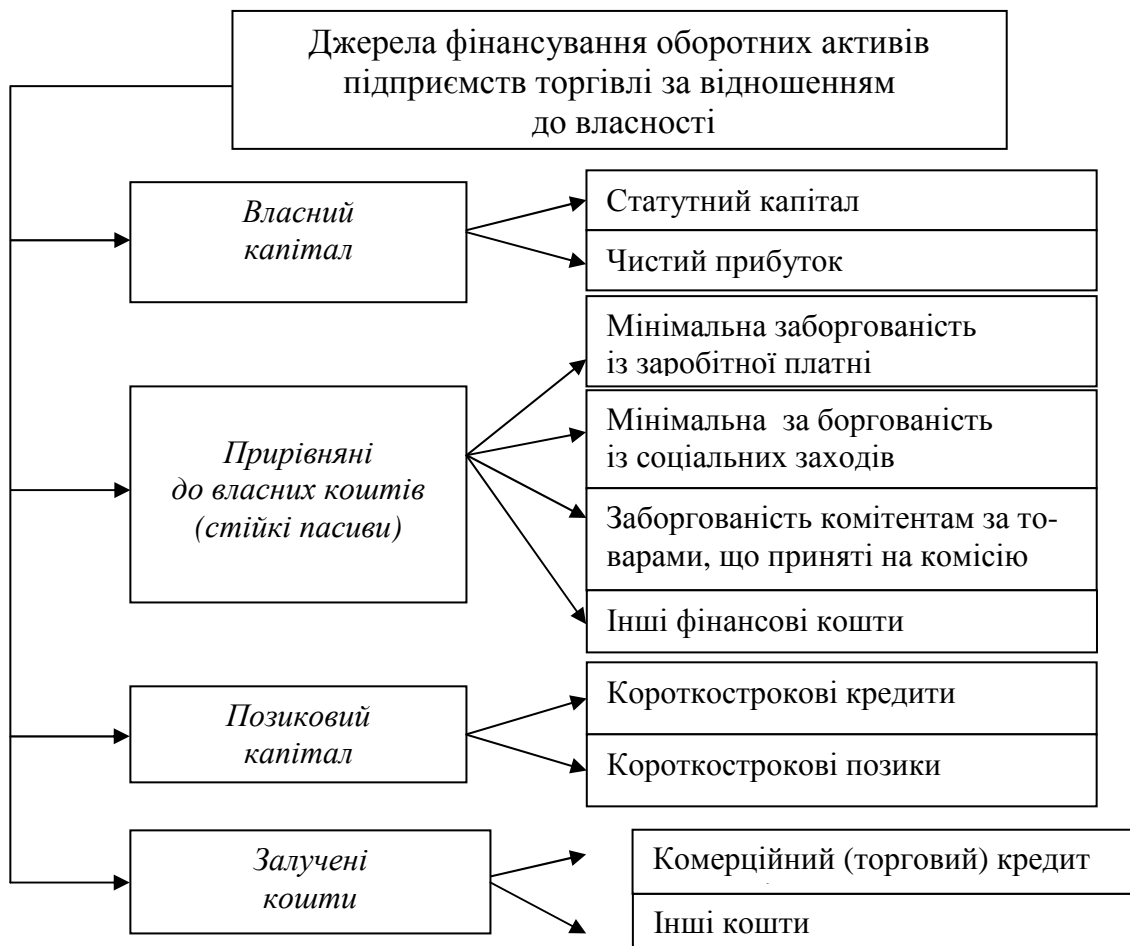 Джерела фінансування оборотних активів
підприємств торгівлі за відношенням
до власності
Власний
капітал
Статутний капітал
Чистий прибуток
Прирівняні
до власних коштів
(стійкі пасиви)
Мінімальна заборгованість
із заробітної платні
Мінімальна за боргованість
із соціальних заходів
Заборгованість комітентам за то-
варами, що приняті на комісію
Інші фінансові кошти
Позиковий
капітал
Короткострокові кредити
Короткострокові позики
Залучені
кошти
Комерційний (торговий) кредит
Інші кошти